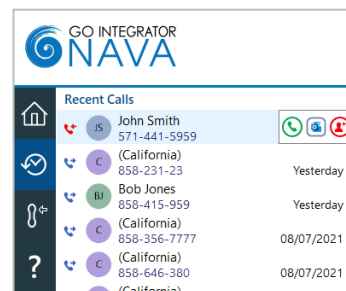 GO INTEGRATOR
NAVA
Recent Calls
JS John Smith
571-441-5959
C (California)
858-231-23 Yesterday
BJ Bob Jones
858-415-959 Yesterday
C (California)
858-356-7777 08/07/2021
C (California)
858-646-380 08/07/2021
(California)
?